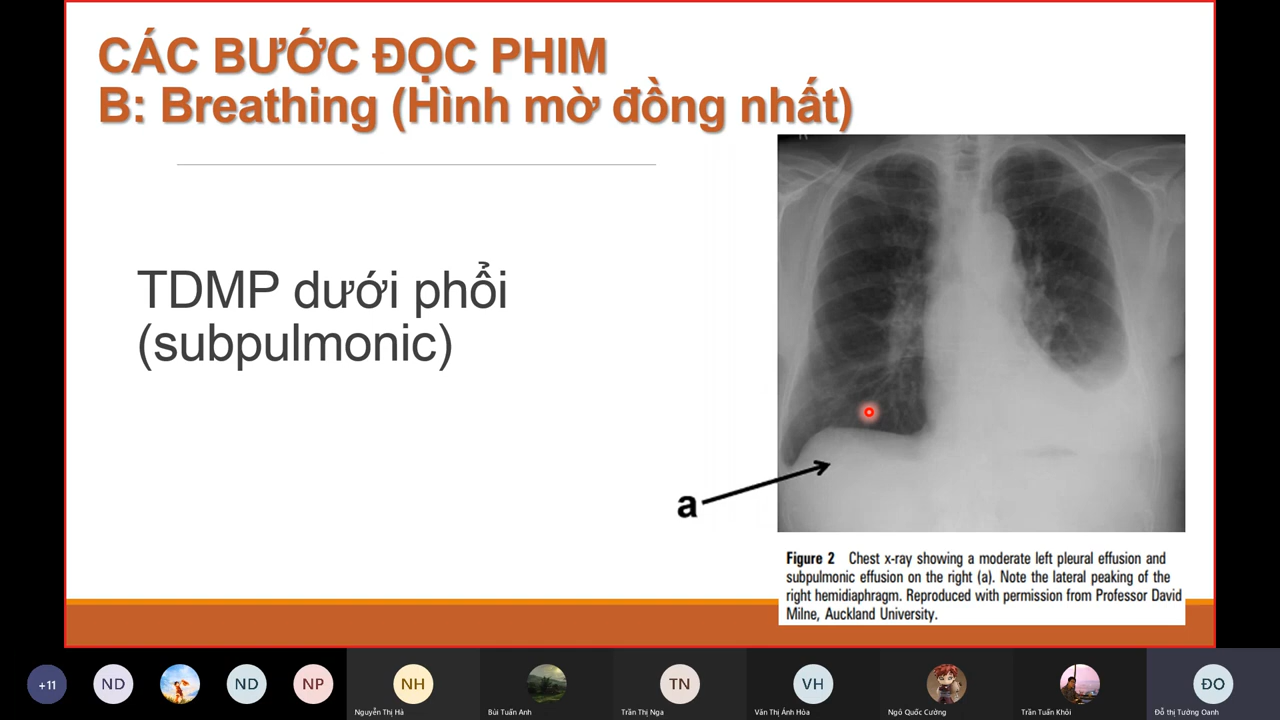 CÁC BƯỚC ĐỌC PHIM
B: Breathing (Hình mờ đồng nhất)
TDMP dưới phổi
(subpulmonic)
a
Figure 2 Chest x-ray showing a moderate left pleural effusion and
subpulmonic effusion on the right (a). Note the lateral peaking of the
right hemidiaphragm. Reproduced with permission from Professor David
Milne, Auckland University.
+11
ND
ND
NP
NH
TN
VH
ĐO
Nguyễn Thị Hà
Bùi Tuấn Anh
Trần Thị Nga
Văn Thị Ánh Hòa
Ngô Quốc Cường
Trần Tuấn Khôi
Đỗ thị Tường Oanh